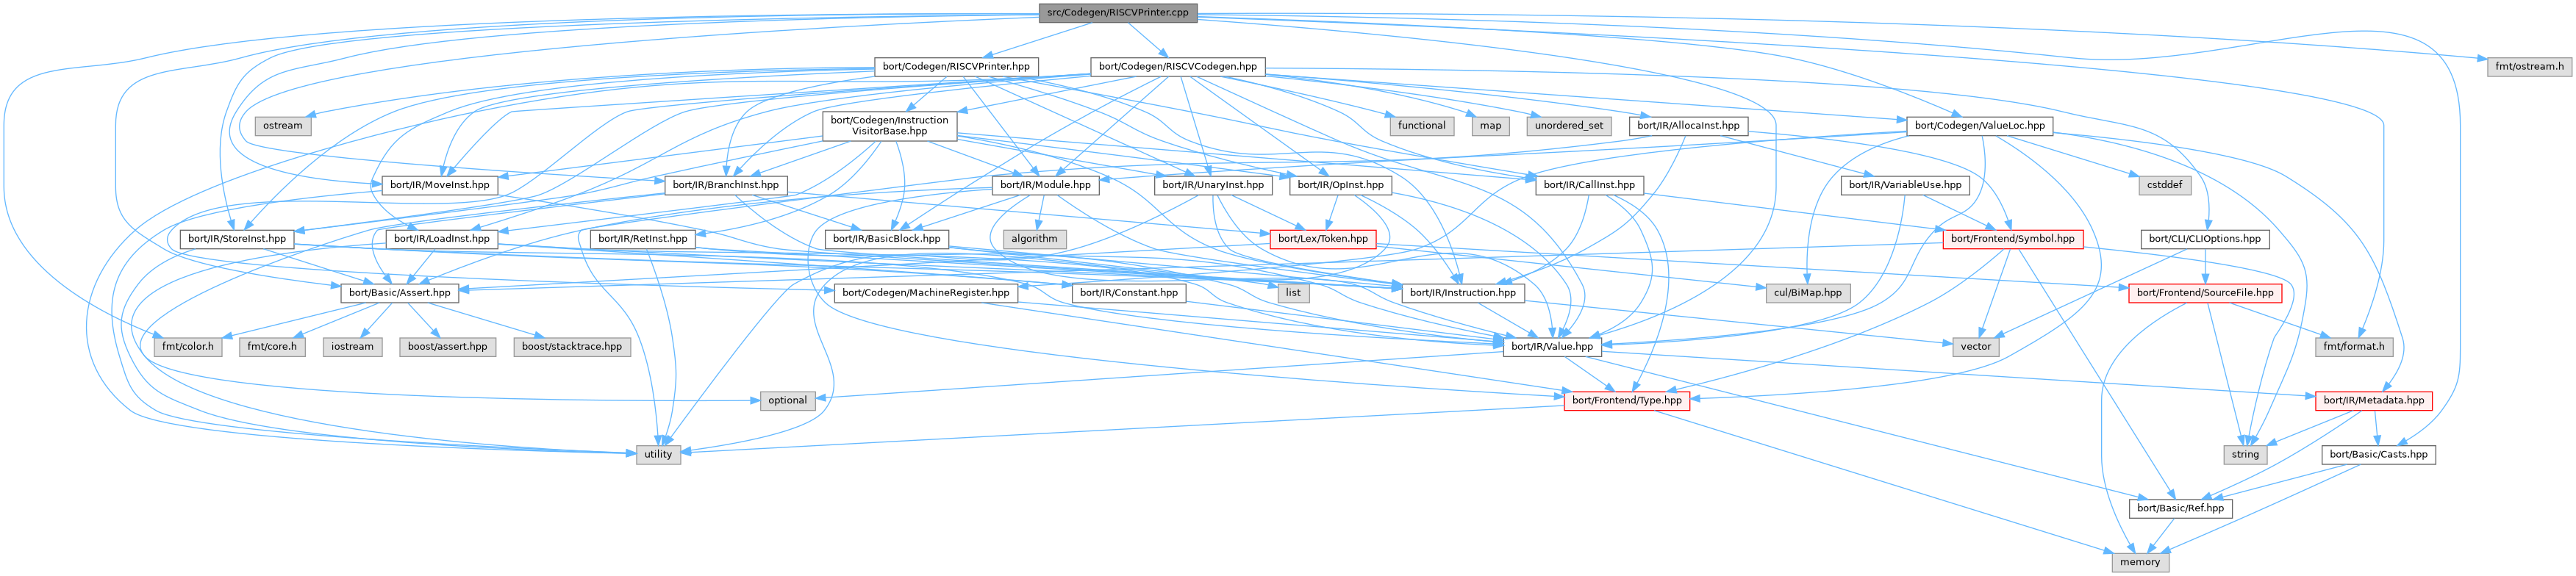 src/Codegen/RISCVPrinter.cpp
bort/Codegen/RISCVPrinter.hpp
bort/Codegen/RISCVCodegen.hpp
fmt/ostream.h
ostream
bort/Codegen/Instruction
VisitorBase.hpp
functional
map
unordered_set
bort/IR/AllocaInst.hpp
bort/Codegen/ValueLoc.hpp
bort/IR/MoveInst.hpp
bort/IR/BranchInst.hpp
bort/IR/Module.hpp
bort/IR/UnaryInst.hpp
bort/IR/OpInst.hpp
bort/IR/CallInst.hpp
bort/IR/VariableUse.hpp
cstddef
bort/IR/StoreInst.hpp
bort/IR/LoadInst.hpp
bort/IR/RetInst.hpp
bort/IR/BasicBlock.hpp
algorithm
bort/Lex/Token.hpp
bort/Frontend/Symbol.hpp
bort/CLI/CLIOptions.hpp
bort/Basic/Assert.hpp
bort/Codegen/MachineRegister.hpp
bort/IR/Constant.hpp
list
bort/IR/Instruction.hpp
cul/BiMap.hpp
bort/Frontend/SourceFile.hpp
fmt/color.h
fmt/core.h
iostream
boost/assert.hpp
boost/stacktrace.hpp
bort/IR/Value.hpp
vector
fmt/format.h
optional
bort/Frontend/Type.hpp
bort/IR/Metadata.hpp
utility
string
bort/Basic/Casts.hpp
bort/Basic/Ref.hpp
memory